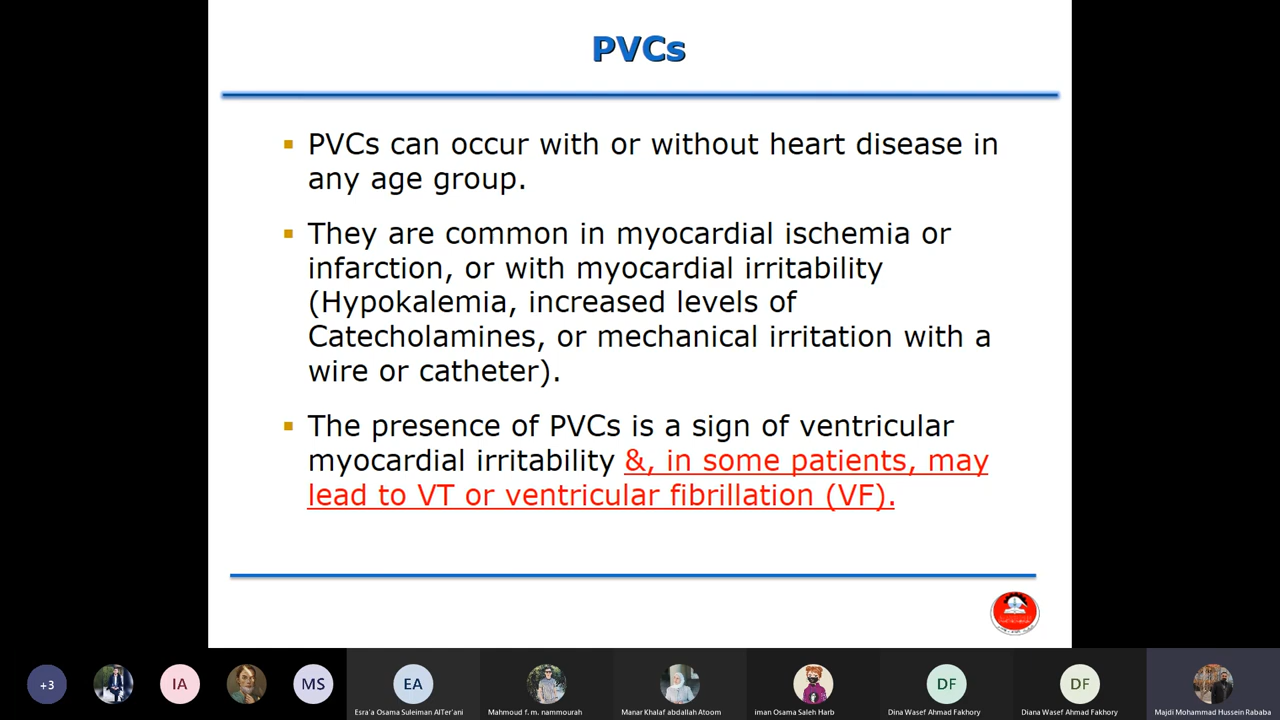 PVCs
PVCs can occur with or without heart disease in
any age group.
They are common in myocardial ischemia or
infarction, or with myocardial irritability
(Hypokalemia, increased levels of
Catecholamines, or mechanical irritation with a
wire or catheter).
The presence of PVCs is a sign of ventricular
myocardial irritability &, in some patients, may
lead to VT or ventricular fibrillation (VF).
+3
IA
MS
EA
DF
DF
Esra'a Osama Suleiman AlTer'ani
Mahmoud f. m. nammourah
Manar Khalaf abdallah Atoom
iman Osama Saleh Harb
Dina Wasef Ahmad Fakhory
Diana Wasef Ahmad Fakhory
Majdi Mohammad Hussein Rababa